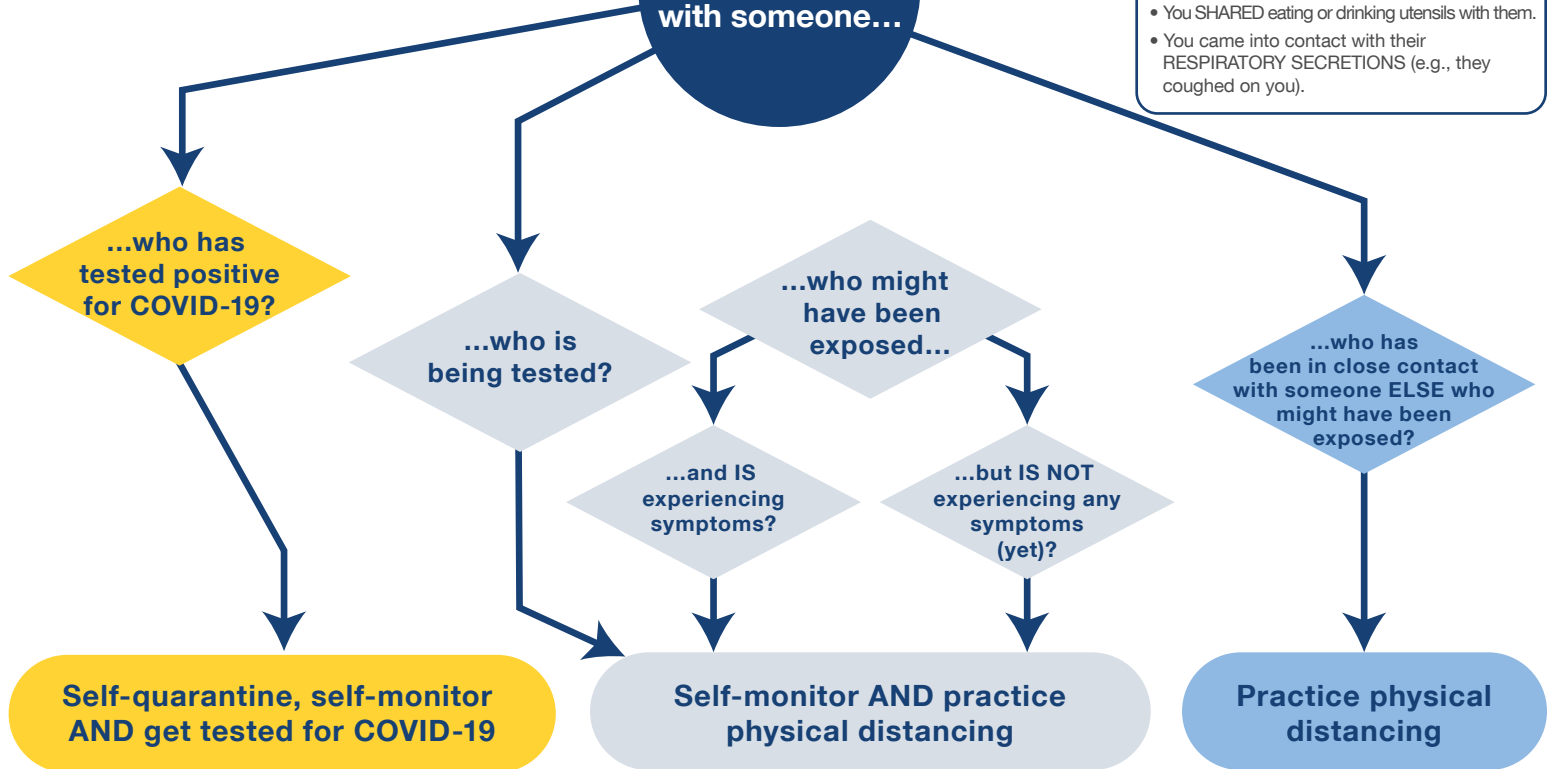 with someone...
• You SHARED eating or drinking utensils with them.
• You came into contact with their
RESPIRATORY SECRETIONS (e.g., they
coughed on you).
...who has
tested positive
for COVID-19?
...who is
being tested?
...who might
have been
exposed...
...and IS
experiencing
symptoms?
...but IS NOT
experiencing any
symptoms
(yet)?
...who has
been in close contact
with someone ELSE who
might have been
exposed?
Self-quarantine, self-monitor
AND get tested for COVID-19
Self-monitor AND practice
physical distancing
Practice physical
distancing